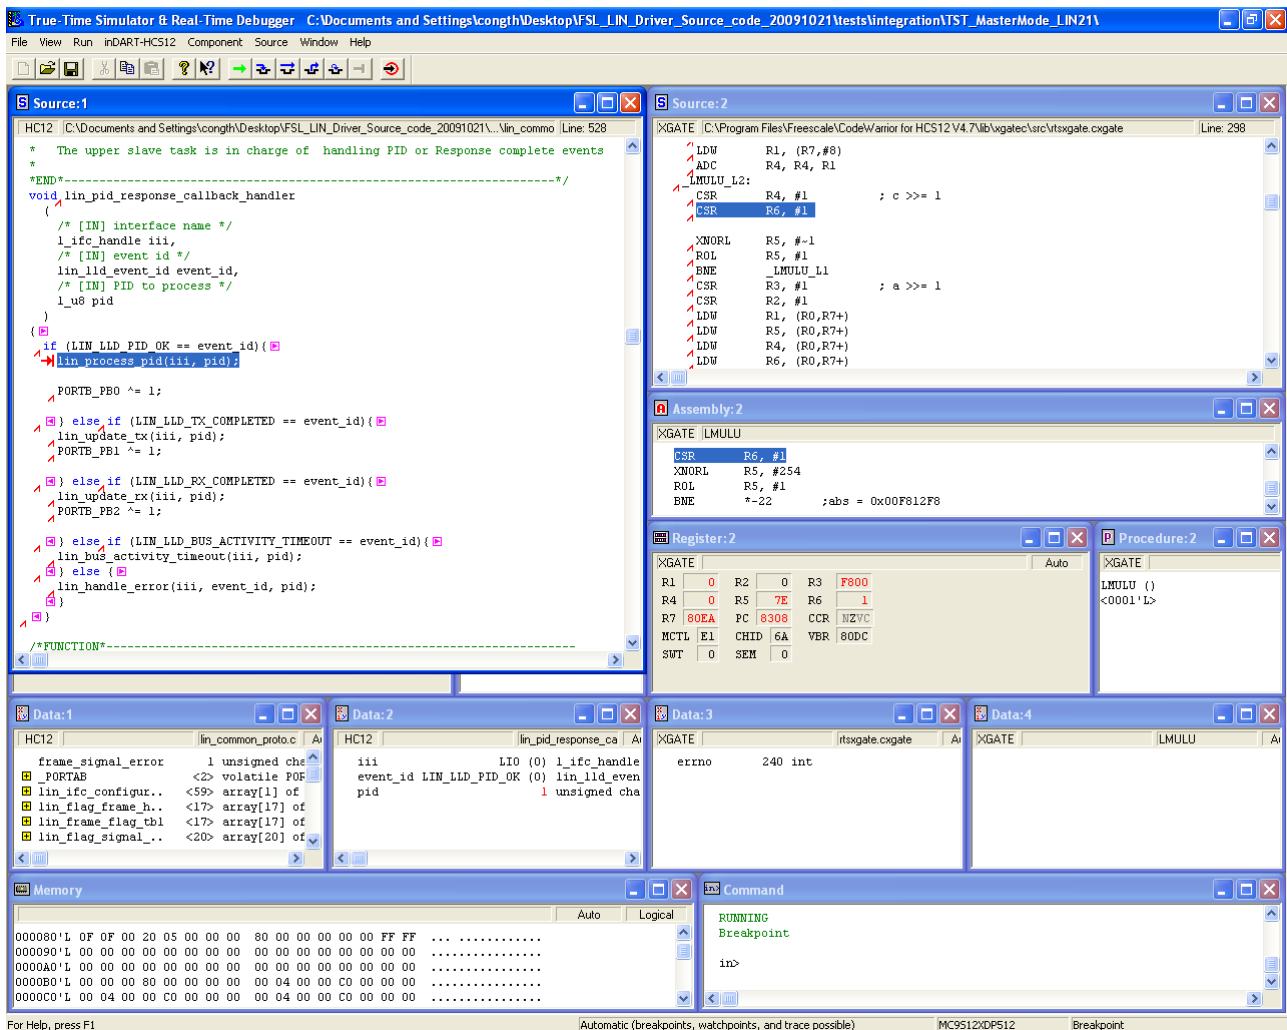 True-Time Simulator & Real-Time Debugger C:\Documents and Settings\congth\Desktop\FSL_LIN_Driver_Source_code_20091021\tests\integration\TST_MasterMode_LIN21\
File View Run inDART-HCS12 Component Source Window Help
Source:1
HC12 C:\Documents and Settings\congth\Desktop\FSL_LIN_Driver_Source_code_20091021\...\lin_commo Line: 528
* The upper slave task is in charge of handling PID or Response complete events
*
*END*----------------------------------------------------------------------*/
void lin_pid_response_callback_handler
(
/* [IN] interface name */
l_ifc_handle iii,
/* [IN] event id */
lin_lld_event_id event_id,
/* [IN] PID to process */
l_u8 pid
)
{
if (LIN_LLD_PID_OK == event_id){
lin_process_pid(iii, pid);
PORTB_PB0 ^= 1;
} else if (LIN_LLD_TX_COMPLETED == event_id){
lin_update_tx(iii, pid);
PORTB_PB1 ^= 1;
} else if (LIN_LLD_RX_COMPLETED == event_id){
lin_update_rx(iii, pid);
PORTB_PB2 ^= 1;
} else if (LIN_LLD_BUS_ACTIVITY_TIMEOUT == event_id){
lin_bus_activity_timeout(iii, pid);
} else {
lin_handle_error(iii, event_id, pid);
}
}
/*FUNCTION*-------------------------------------------------------------------
Source:2
XGATE C:\Program Files\Freescale\CodeWarrior for HCS12 V4.7\lib\xgatec\src\rtsxgate.cxgate Line: 298
LDW R1, (R7,#8)
ADC R4, R4, R1
_LMULU_L2:
CSR R4, #1 ; c >>= 1
CSR R6, #1
XNORL R5, #~1
ROL R5, #1
BNE _LMULU_L1
CSR R3, #1 ; a >>= 1
CSR R2, #1
LDW R1, (R0,R7+)
LDW R5, (R0,R7+)
LDW R4, (R0,R7+)
LDW R6, (R0,R7+)
Assembly:2
XGATE LMULU
CSR R6, #1
XNORL R5, #254
ROL R5, #1
BNE *-22 ;abs = 0x00F812F8
Register:2
XGATE Auto
R1 0 R2 0 R3 F800
R4 0 R5 7E R6 1
R7 80EA PC 8308 CCR NZVC
MCTL E1 CHID 6A VBR 80DC
SWT 0 SEM 0
Procedure:2
XGATE
LMULU ()
<0001'L>
Data:1
HC12 lin_common_proto.c Au
frame_signal_error 1 unsigned cha
_PORTAB <2> volatile POR
lin_ifc_configur.. <59> array[1] of
lin_flag_frame_h.. <17> array[17] of
lin_frame_flag_tbl <17> array[17] of
lin_flag_signal_.. <20> array[20] of
Data:2
HC12 lin_pid_response_ca Au
iii LI0 (0) l_ifc_handle
event_id LIN_LLD_PID_OK (0) lin_lld_even
pid 1 unsigned cha
Data:3
XGATE rtsxgate.cxgate Au
errno 240 int
Data:4
XGATE LMULU Au
Memory
Auto Logical
000080'L 0F 0F 00 20 05 00 00 00 80 00 00 00 00 00 FF FF ... ............
000090'L 00 00 00 00 00 00 00 00 00 00 00 00 00 00 00 00 ................
0000A0'L 00 00 00 00 00 00 00 00 00 00 00 00 00 00 00 00 ................
0000B0'L 00 00 00 80 00 00 00 00 00 04 00 00 C0 00 00 00 ................
0000C0'L 00 04 00 00 C0 00 00 00 00 04 00 00 C0 00 00 00 ................
Command
RUNNING
Breakpoint
in>
For Help, press F1 Automatic (breakpoints, watchpoints, and trace possible) MC9S12XDP512 Breakpoint